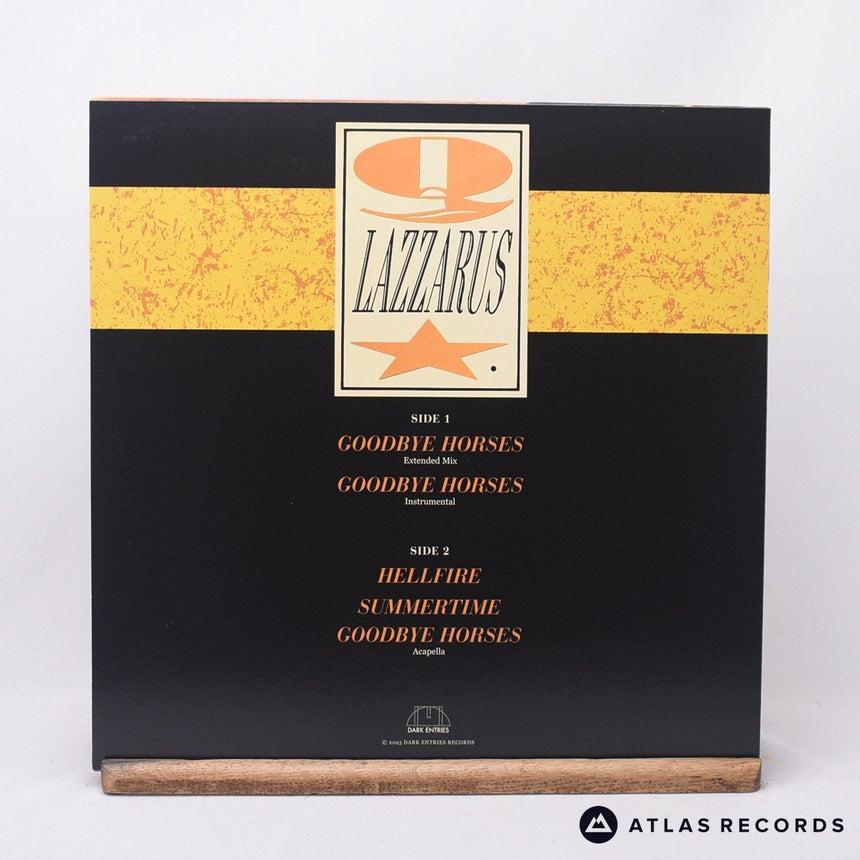 Q
LAZZARUS
SIDE 1
GOODBYE HORSES
Extended Mix
GOODBYE HORSES
Instrumental
SIDE 2
HELLFIRE
SUMMERTIME
GOODBYE HORSES
Acapella
DARK ENTRIES
© 2023 DARK ENTRIES RECORDS
ATLAS RECORDS